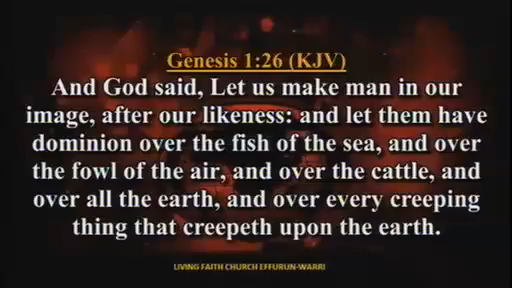 Genesis 1:26 (KJV)
And God said, Let us make man in our
image, after our likeness: and let them have
dominion over the fish of the sea, and over
the fowl of the air, and over the cattle, and
over all the earth, and over every creeping
thing that creepeth upon the earth.
LIVING FAITH CHURCH EFFURUN-WARRI